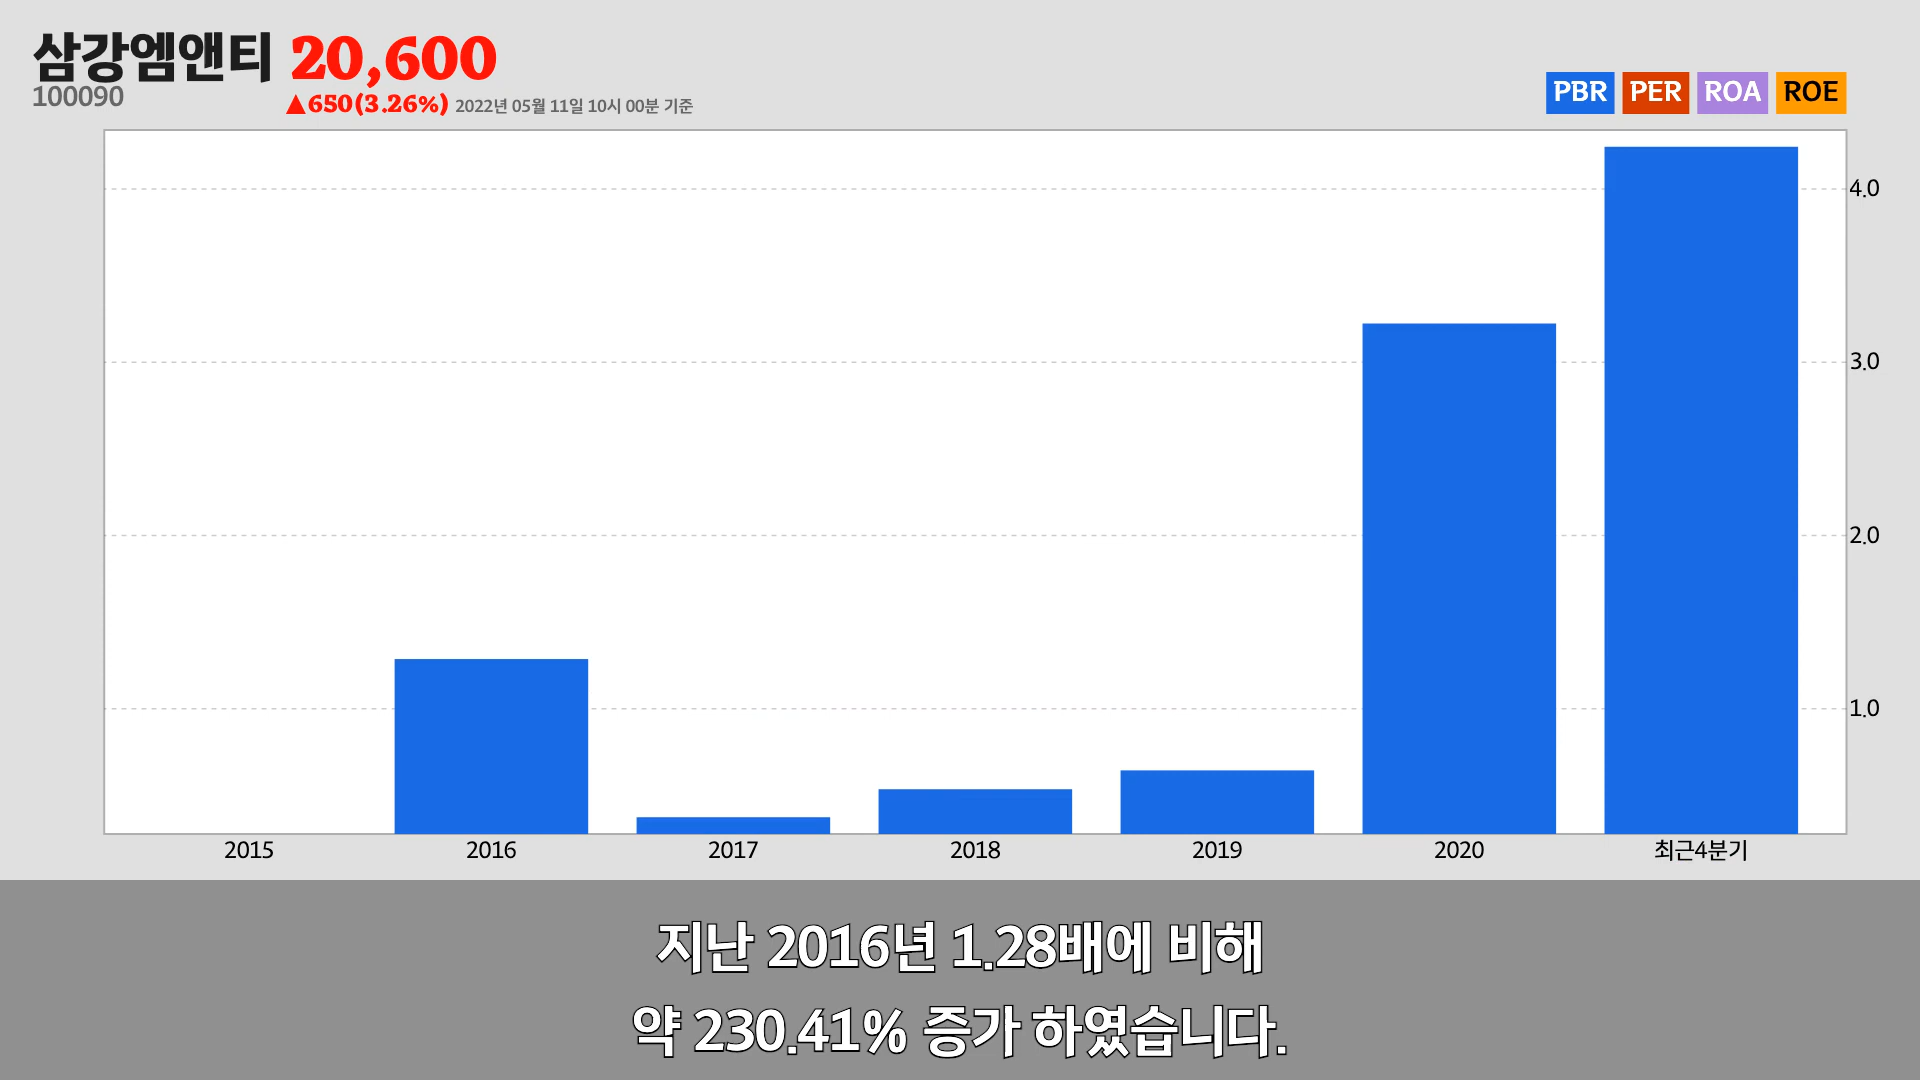 삼강엠앤티 20,600
100090
▲650(3.26%) 2022년 05월 11일 10시 00분 기준
PBR PER ROA ROE
4.0
3.0
2.0
1.0
2015 2016 2017 2018 2019 2020 최근4분기
지난 2016년 1.28배에 비해
약 230.41% 증가 하였습니다.